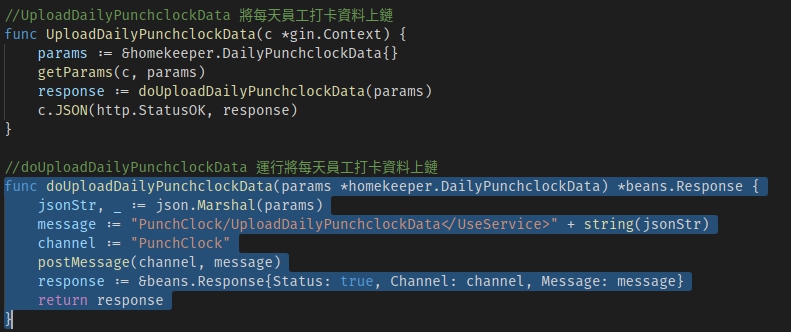 //UploadDailyPunchclockData 將每天員工打卡資料上鏈
func UploadDailyPunchclockData(c *gin.Context) {
    params := &homekeeper.DailyPunchclockData{}
    getParams(c, params)
    response := doUploadDailyPunchclockData(params)
    c.JSON(http.StatusOK, response)
}
//doUploadDailyPunchclockData 運行將每天員工打卡資料上鏈
func doUploadDailyPunchclockData(params *homekeeper.DailyPunchclockData) *beans.Response {
    jsonStr, _ := json.Marshal(params)
    message := "PunchClock/UploadDailyPunchclockData</UseService>" + string(jsonStr)
    channel := "PunchClock"
    postMessage(channel, message)
    response := &beans.Response{Status: true, Channel: channel, Message: message}
    return response
}